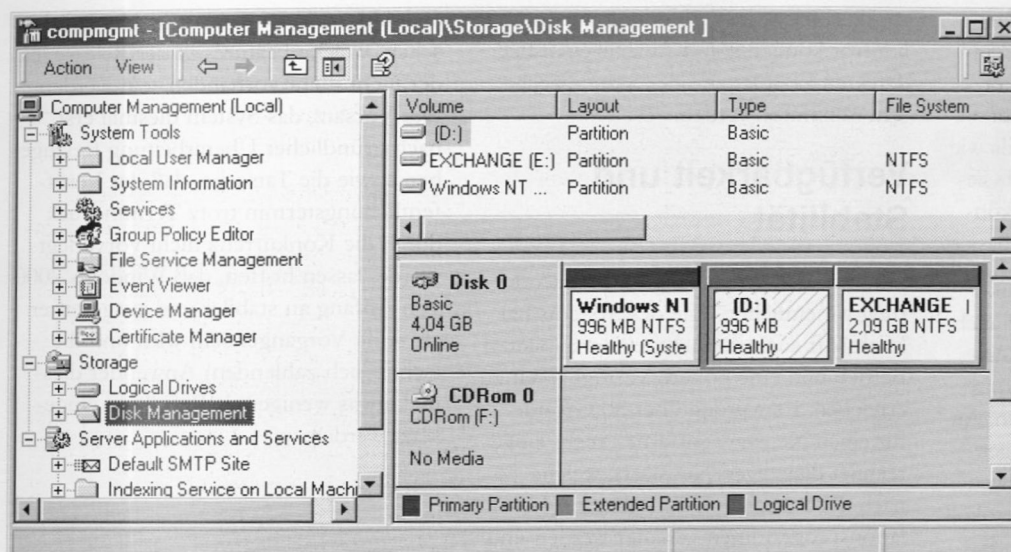 compmgmt - [Computer Management (Local)\Storage\Disk Management ]
Action View
Computer Management (Local)
System Tools
Local User Manager
System Information
Services
Group Policy Editor
File Service Management
Event Viewer
Device Manager
Certificate Manager
Storage
Logical Drives
Disk Management
Server Applications and Services
Default SMTP Site
Indexing Service on Local Machi
Volume Layout Type File System
(D:) Partition Basic
EXCHANGE (E:) Partition Basic NTFS
Windows NT ... Partition Basic NTFS
Disk 0
Basic
4,04 GB
Online
Windows NT
996 MB NTFS
Healthy (Syste
(D:)
996 MB
Healthy
EXCHANGE
2,09 GB NTFS
Healthy
CDRom 0
CDRom (F:)
No Media
Primary Partition Extended Partition Logical Drive